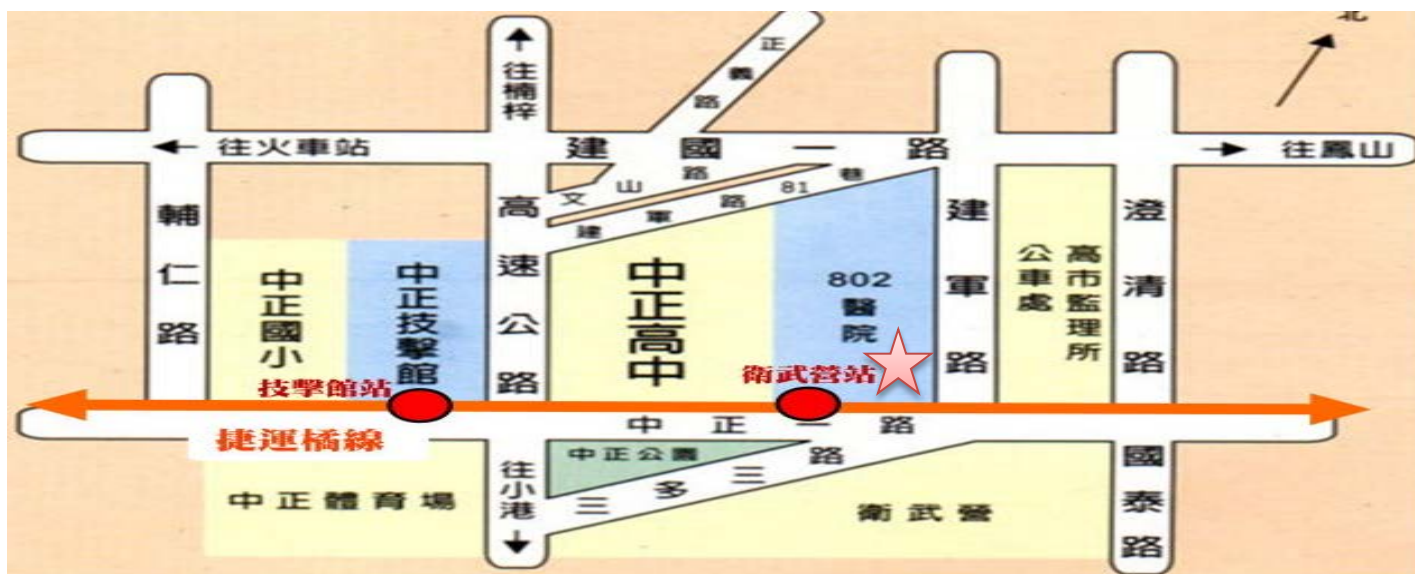 北
正義路
往楠梓
往火車站
建國一路
往鳳山
文山路
建軍路81巷
輔仁路
高速公路
建軍路
澄清路
中正國小
中正技擊館
中正高中
802
醫院
公車處
高市監理所
技擊館站
衛武營站
捷運橘線
中正一路
中正公園
三多三路
往小港
中正體育場
衛武營
國泰路